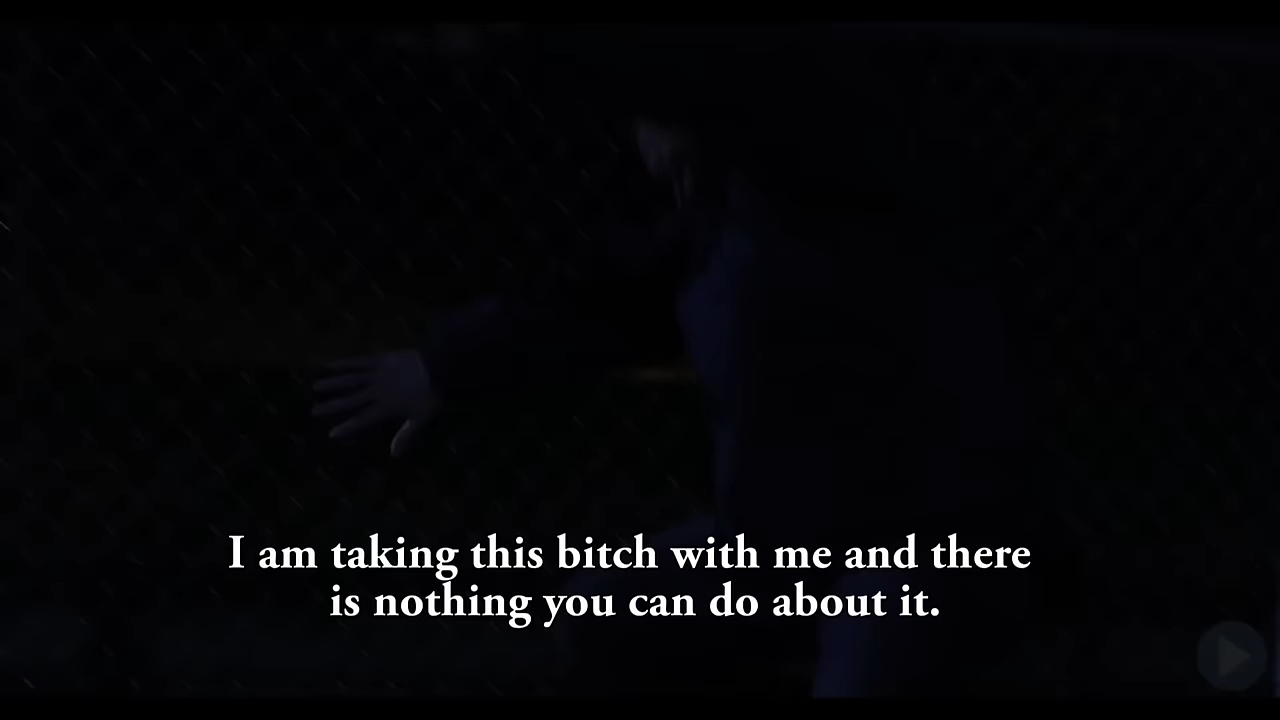 I am taking this bitch with me and there
is nothing you can do about it.